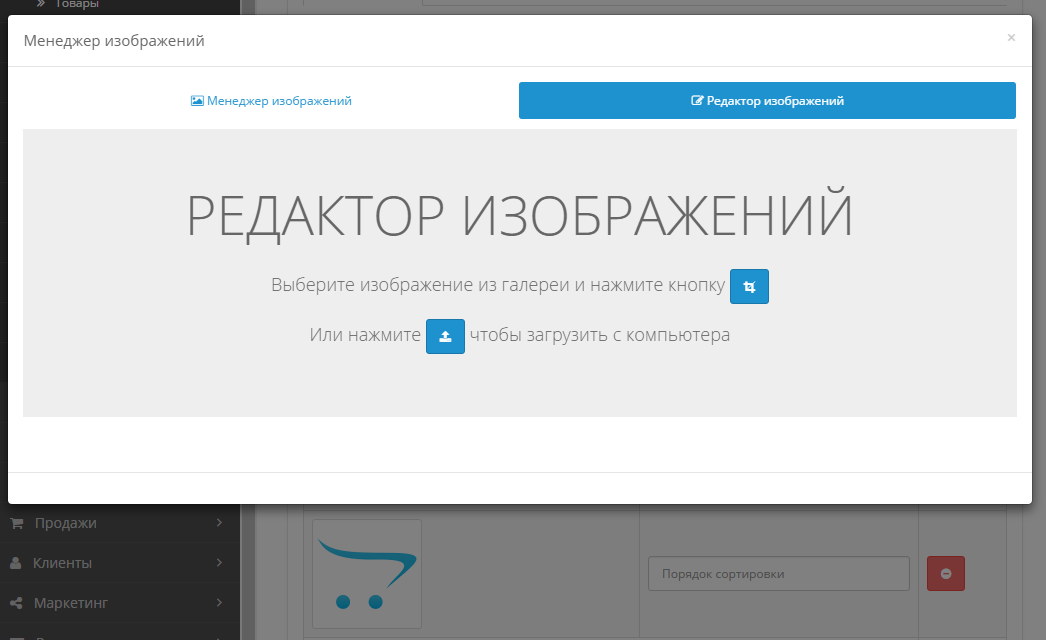 Товары
Менеджер изображений
×
Менеджер изображений
Редактор изображений
РЕДАКТОР ИЗОБРАЖЕНИЙ
Выберите изображение из галереи и нажмите кнопку
Или нажмите чтобы загрузить с компьютера
Продажи
Клиенты
Порядок сортировки
Маркетинг